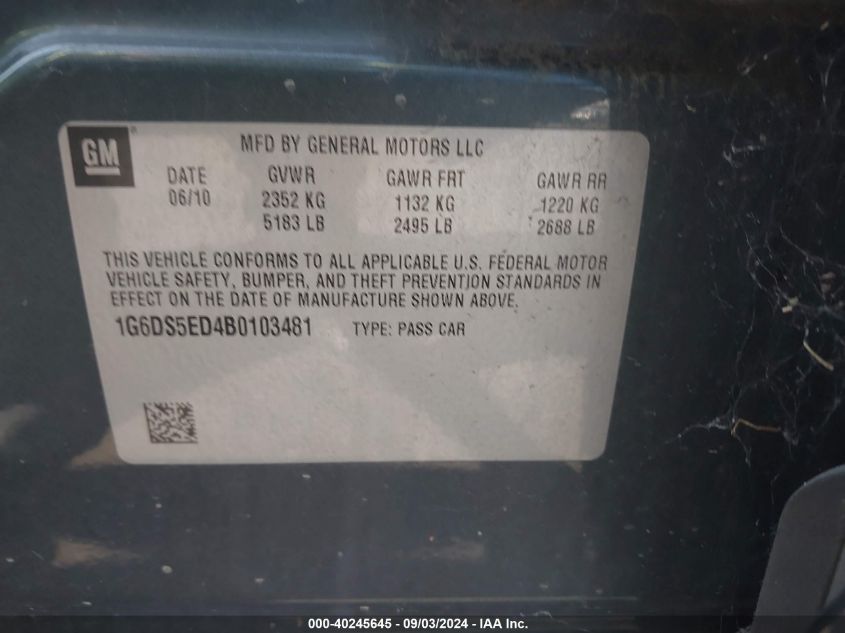 GM
MFD BY GENERAL MOTORS LLC
DATE GVWR GAWR FRT GAWR RR
06/10 2352 KG 1132 KG 1220 KG
5183 LB 2495 LB 2688 LB
THIS VEHICLE CONFORMS TO ALL APPLICABLE U.S. FEDERAL MOTOR
VEHICLE SAFETY, BUMPER, AND THEFT PREVENTION STANDARDS IN
EFFECT ON THE DATE OF MANUFACTURE SHOWN ABOVE.
1G6DS5ED4B0103481 TYPE: PASS CAR
000-40245645 - 09/03/2024 - IAA Inc.